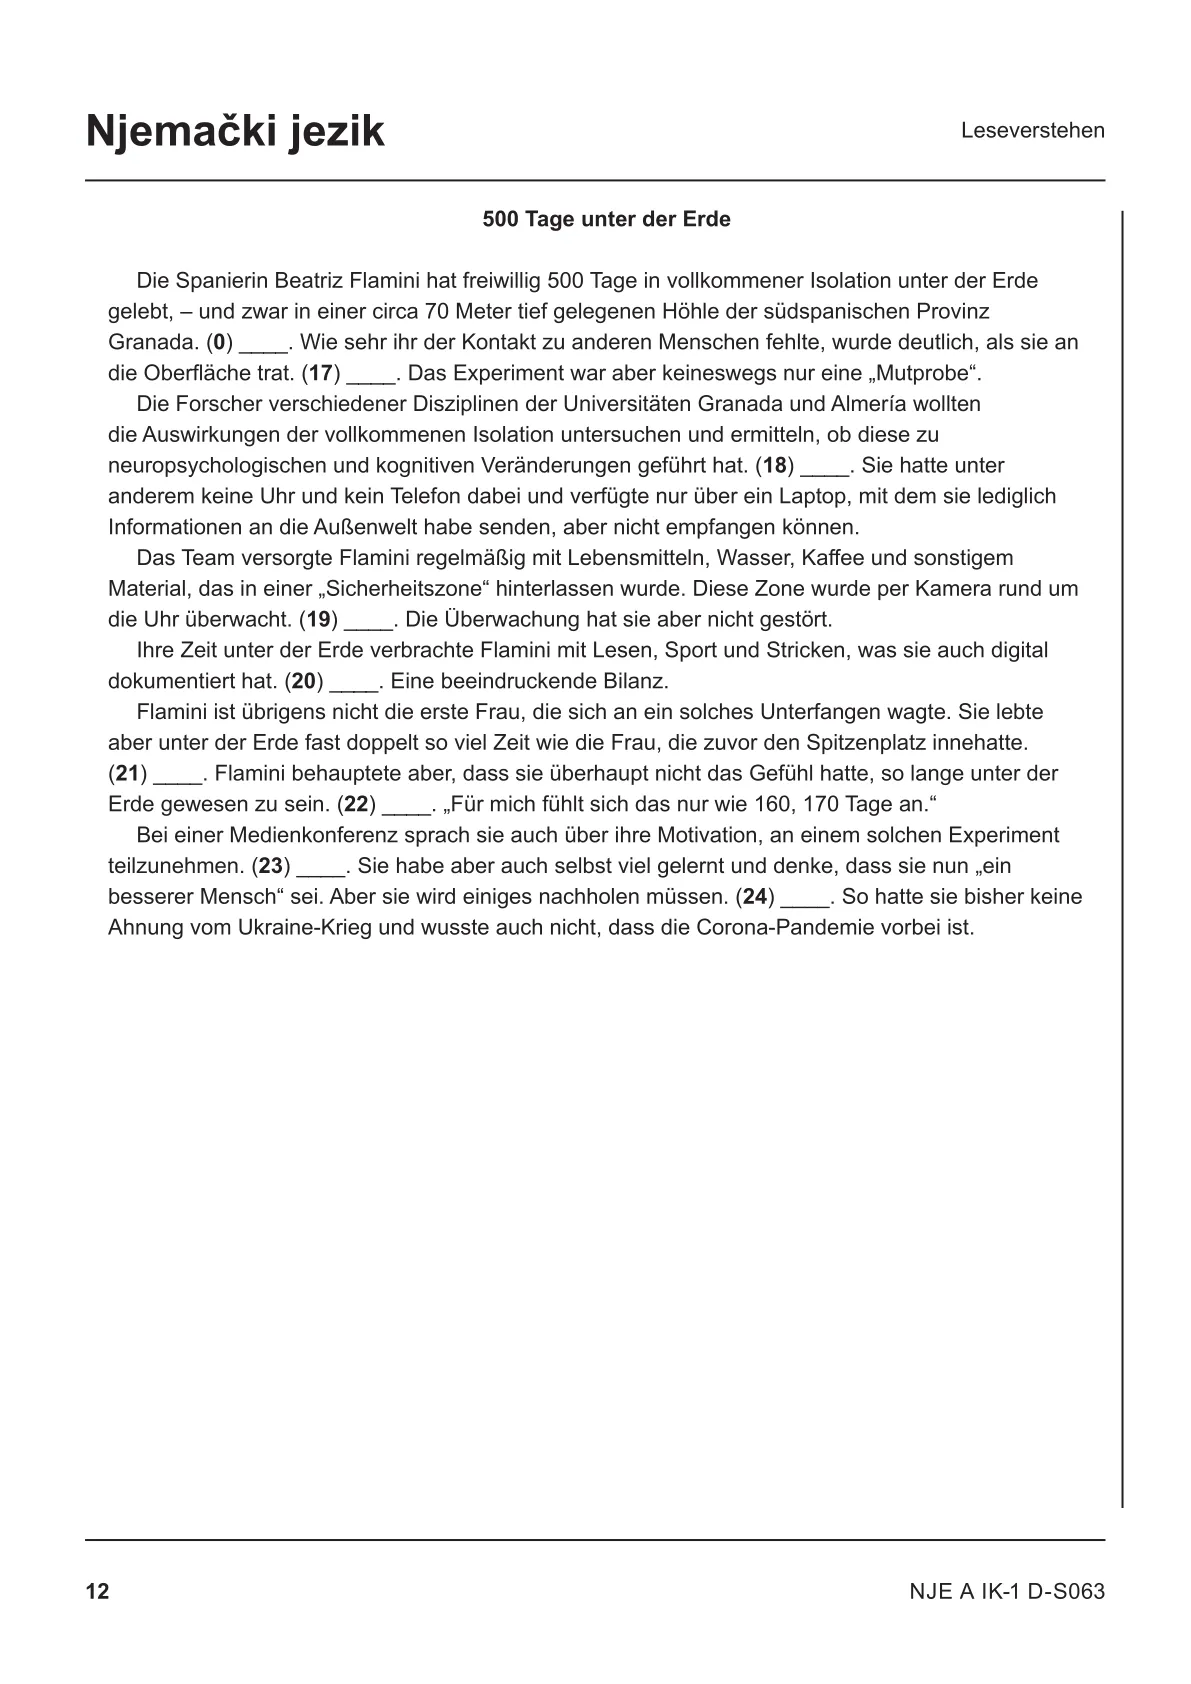 Njemački jezik
Leseverstehen
500 Tage unter der Erde
Die Spanierin Beatriz Flamini hat freiwillig 500 Tage in vollkommener Isolation unter der Erde
gelebt, – und zwar in einer circa 70 Meter tief gelegenen Höhle der südspanischen Provinz
Granada. (0) ____. Wie sehr ihr der Kontakt zu anderen Menschen fehlte, wurde deutlich, als sie an
die Oberfläche trat. (17) ____. Das Experiment war aber keineswegs nur eine „Mutprobe“.
Die Forscher verschiedener Disziplinen der Universitäten Granada und Almería wollten
die Auswirkungen der vollkommenen Isolation untersuchen und ermitteln, ob diese zu
neuropsychologischen und kognitiven Veränderungen geführt hat. (18) ____. Sie hatte unter
anderem keine Uhr und kein Telefon dabei und verfügte nur über ein Laptop, mit dem sie lediglich
Informationen an die Außenwelt habe senden, aber nicht empfangen können.
Das Team versorgte Flamini regelmäßig mit Lebensmitteln, Wasser, Kaffee und sonstigem
Material, das in einer „Sicherheitszone“ hinterlassen wurde. Diese Zone wurde per Kamera rund um
die Uhr überwacht. (19) ____. Die Überwachung hat sie aber nicht gestört.
Ihre Zeit unter der Erde verbrachte Flamini mit Lesen, Sport und Stricken, was sie auch digital
dokumentiert hat. (20) ____. Eine beeindruckende Bilanz.
Flamini ist übrigens nicht die erste Frau, die sich an ein solches Unterfangen wagte. Sie lebte
aber unter der Erde fast doppelt so viel Zeit wie die Frau, die zuvor den Spitzenplatz innehatte.
(21) ____. Flamini behauptete aber, dass sie überhaupt nicht das Gefühl hatte, so lange unter der
Erde gewesen zu sein. (22) ____. „Für mich fühlt sich das nur wie 160, 170 Tage an.“
Bei einer Medienkonferenz sprach sie auch über ihre Motivation, an einem solchen Experiment
teilzunehmen. (23) ____. Sie habe aber auch selbst viel gelernt und denke, dass sie nun „ein
besserer Mensch“ sei. Aber sie wird einiges nachholen müssen. (24) ____. So hatte sie bisher keine
Ahnung vom Ukraine-Krieg und wusste auch nicht, dass die Corona-Pandemie vorbei ist.
12
NJE A IK-1 D-S063